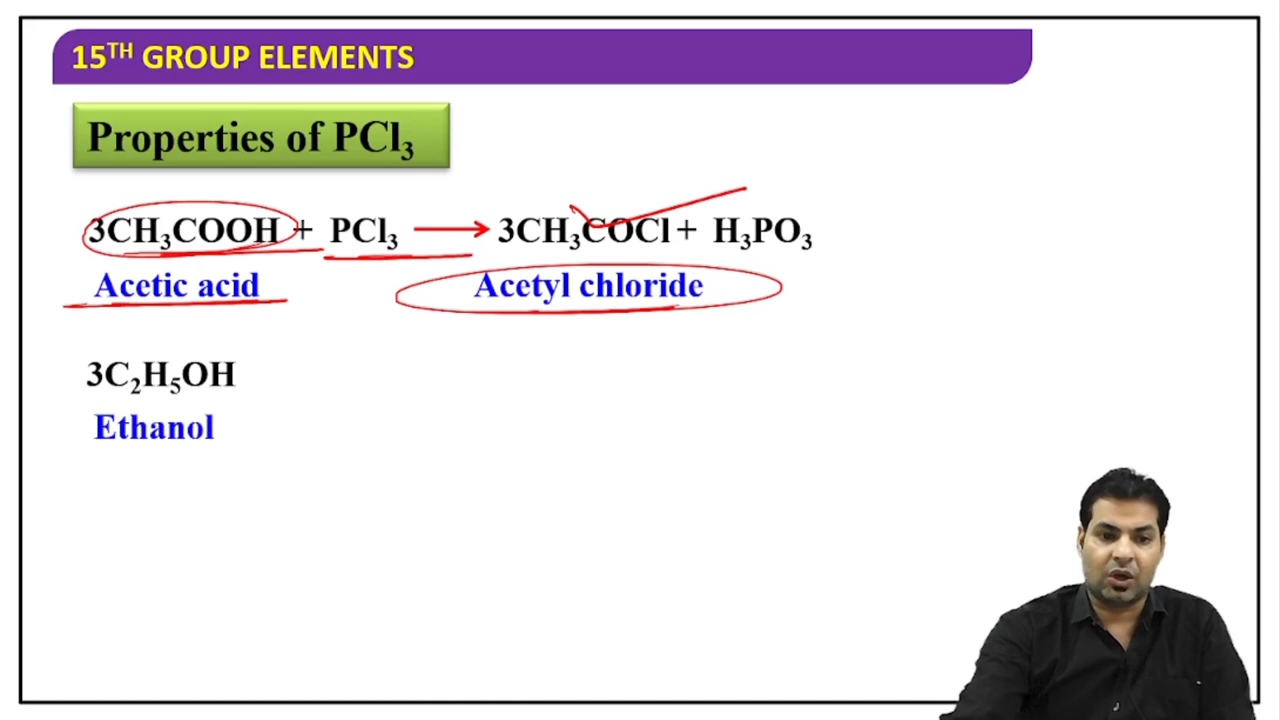 15TH GROUP ELEMENTS
Properties of PCl₃
3CH₃COOH + PCl₃ ⟶ 3CH₃COCl + H₃PO₃
Acetic acid Acetyl chloride
3C₂H₅OH
Ethanol